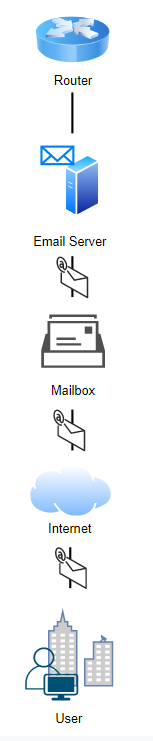 Router
Email Server
@
Mailbox
@
Internet
@
User